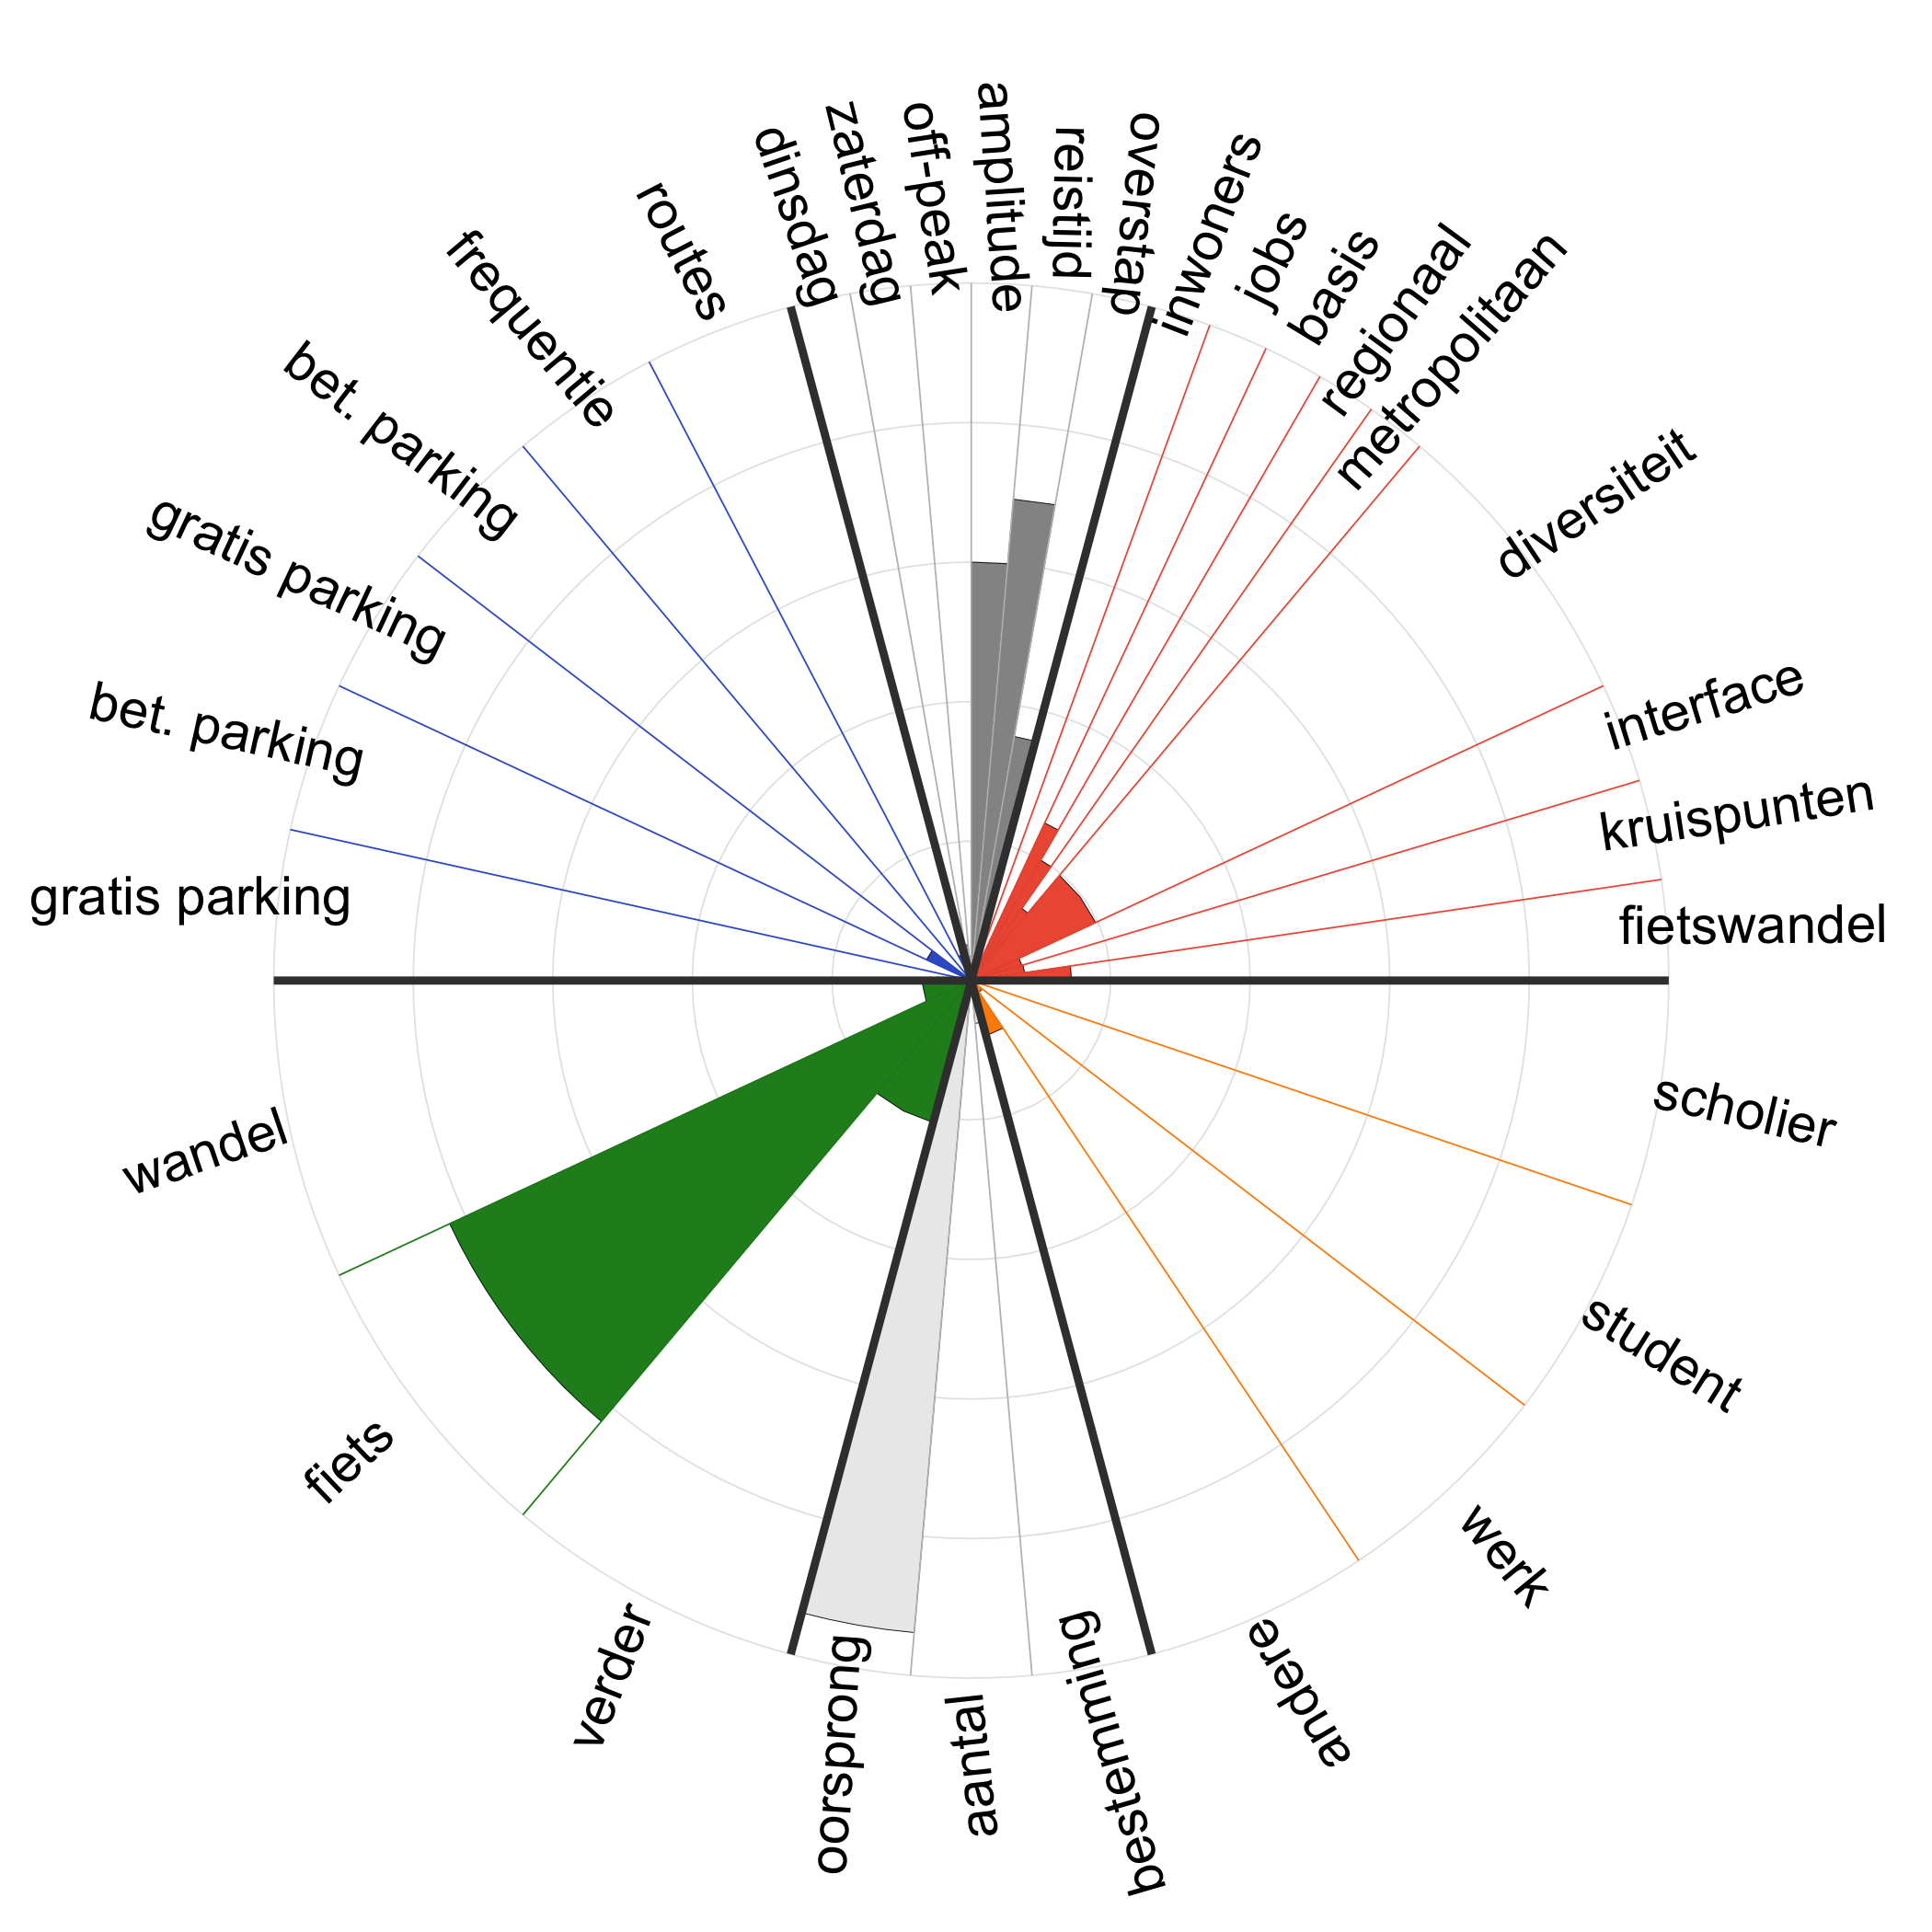 amplitude
reistijd
overstap
inwoners
jobs
basis
regionaal
metropolitaan
diversiteit
interface
kruispunten
fietswandel
scholier
student
werk
andere
bestemming
aantal
oorsprong
verder
fiets
wandel
gratis parking
bet. parking
gratis parking
bet. parking
frequentie
routes
dinsdag
zaterdag
off-peak